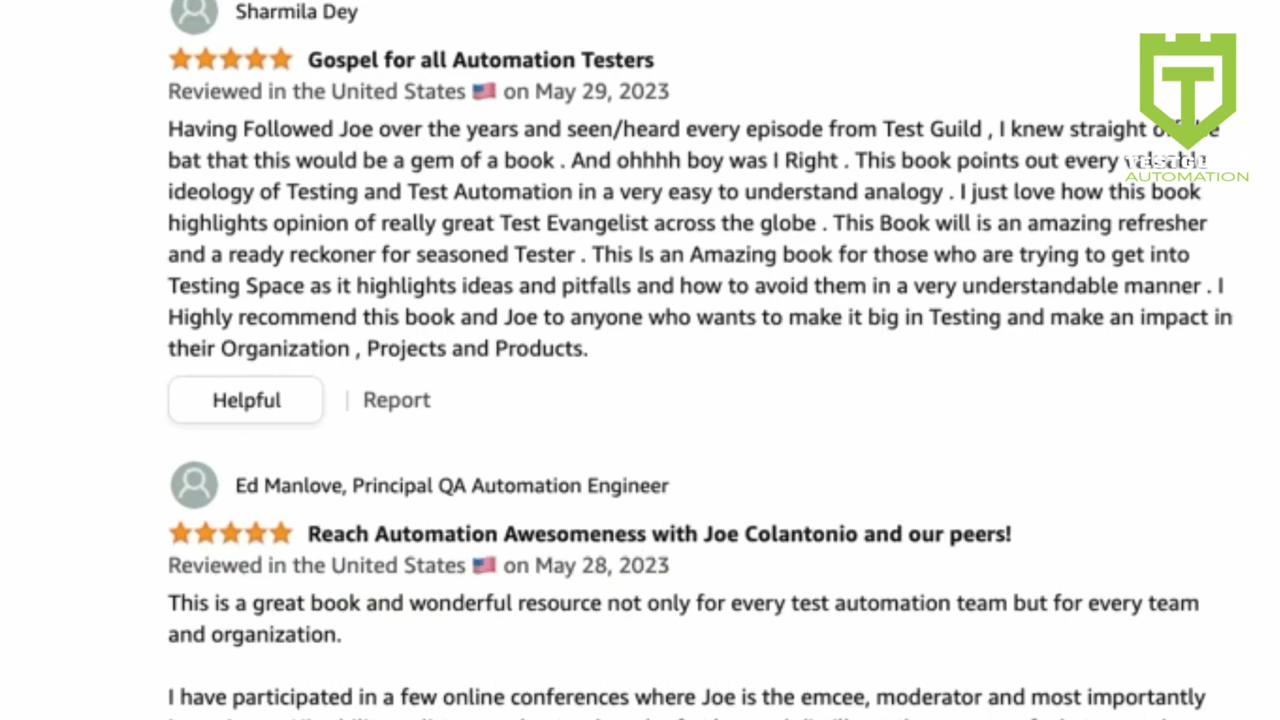 Sharmila Dey
Gospel for all Automation Testers
Reviewed in the United States on May 29, 2023
Having Followed Joe over the years and seen/heard every episode from Test Guild , I knew straight
bat that this would be a gem of a book . And ohhhh boy was I Right . This book points out every
ideology of Testing and Test Automation in a very easy to understand analogy . I just love how this book
highlights opinion of really great Test Evangelist across the globe . This Book will is an amazing refresher
and a ready reckoner for seasoned Tester . This Is an Amazing book for those who are trying to get into
Testing Space as it highlights ideas and pitfalls and how to avoid them in a very understandable manner . I
Highly recommend this book and Joe to anyone who wants to make it big in Testing and make an impact in
their Organization , Projects and Products.
Helpful | Report
Ed Manlove, Principal QA Automation Engineer
Reach Automation Awesomeness with Joe Colantonio and our peers!
Reviewed in the United States on May 28, 2023
This is a great book and wonderful resource not only for every test automation team but for every team
and organization.
I have participated in a few online conferences where Joe is the emcee, moderator and most importantly
T
AUTOMATION